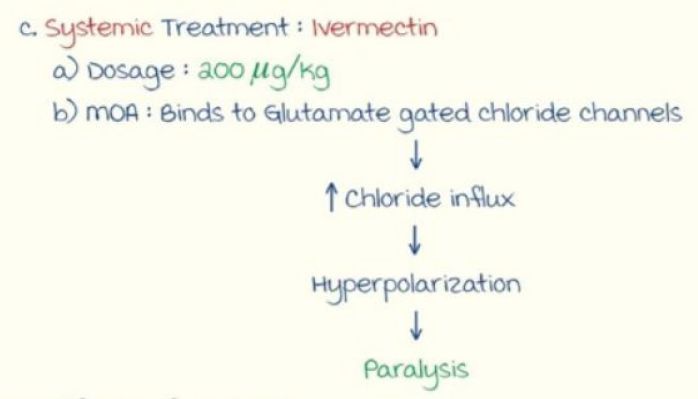 c. Systemic Treatment : Ivermectin
a) Dosage : 200 μg/kg
b) MOA : Binds to Glutamate gated chloride channels
↓
↑ Chloride influx
↓
Hyperpolarization
↓
Paralysis